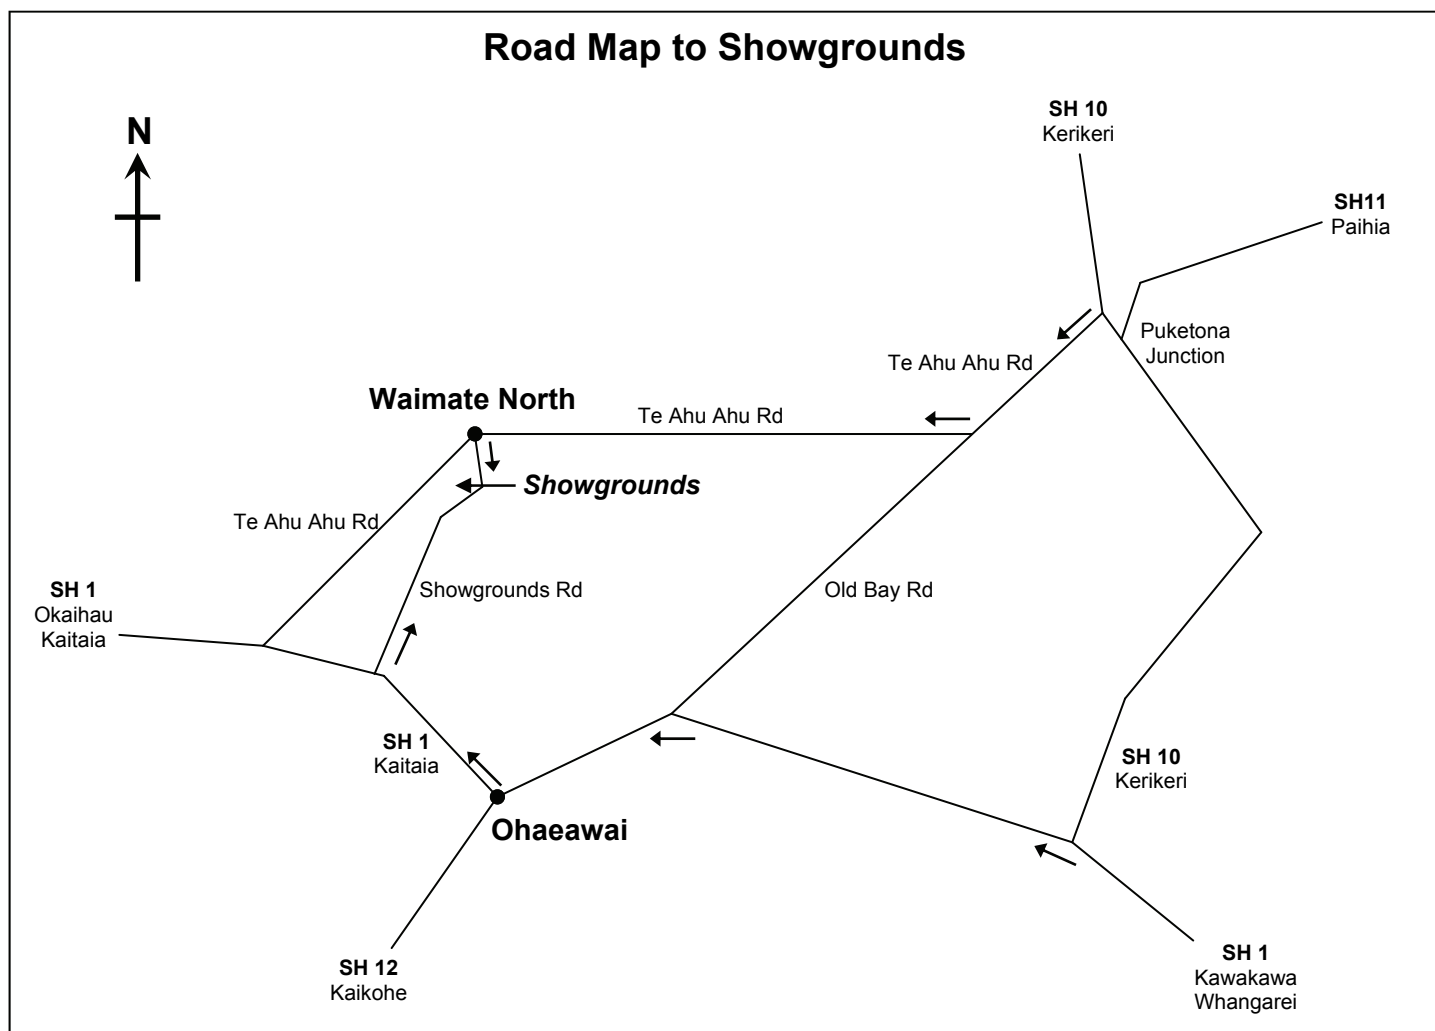 Road Map to Showgrounds
N
SH 10
Kerikeri
SH11
Paihia
Puketona
Junction
Te Ahu Ahu Rd
Waimate North
Te Ahu Ahu Rd
Showgrounds
Te Ahu Ahu Rd
SH 1
Okaihau
Kaitaia
Showgrounds Rd
Old Bay Rd
SH 1
Kaitaia
SH 10
Kerikeri
Ohaeawai
SH 12
Kaikohe
SH 1
Kawakawa
Whangarei